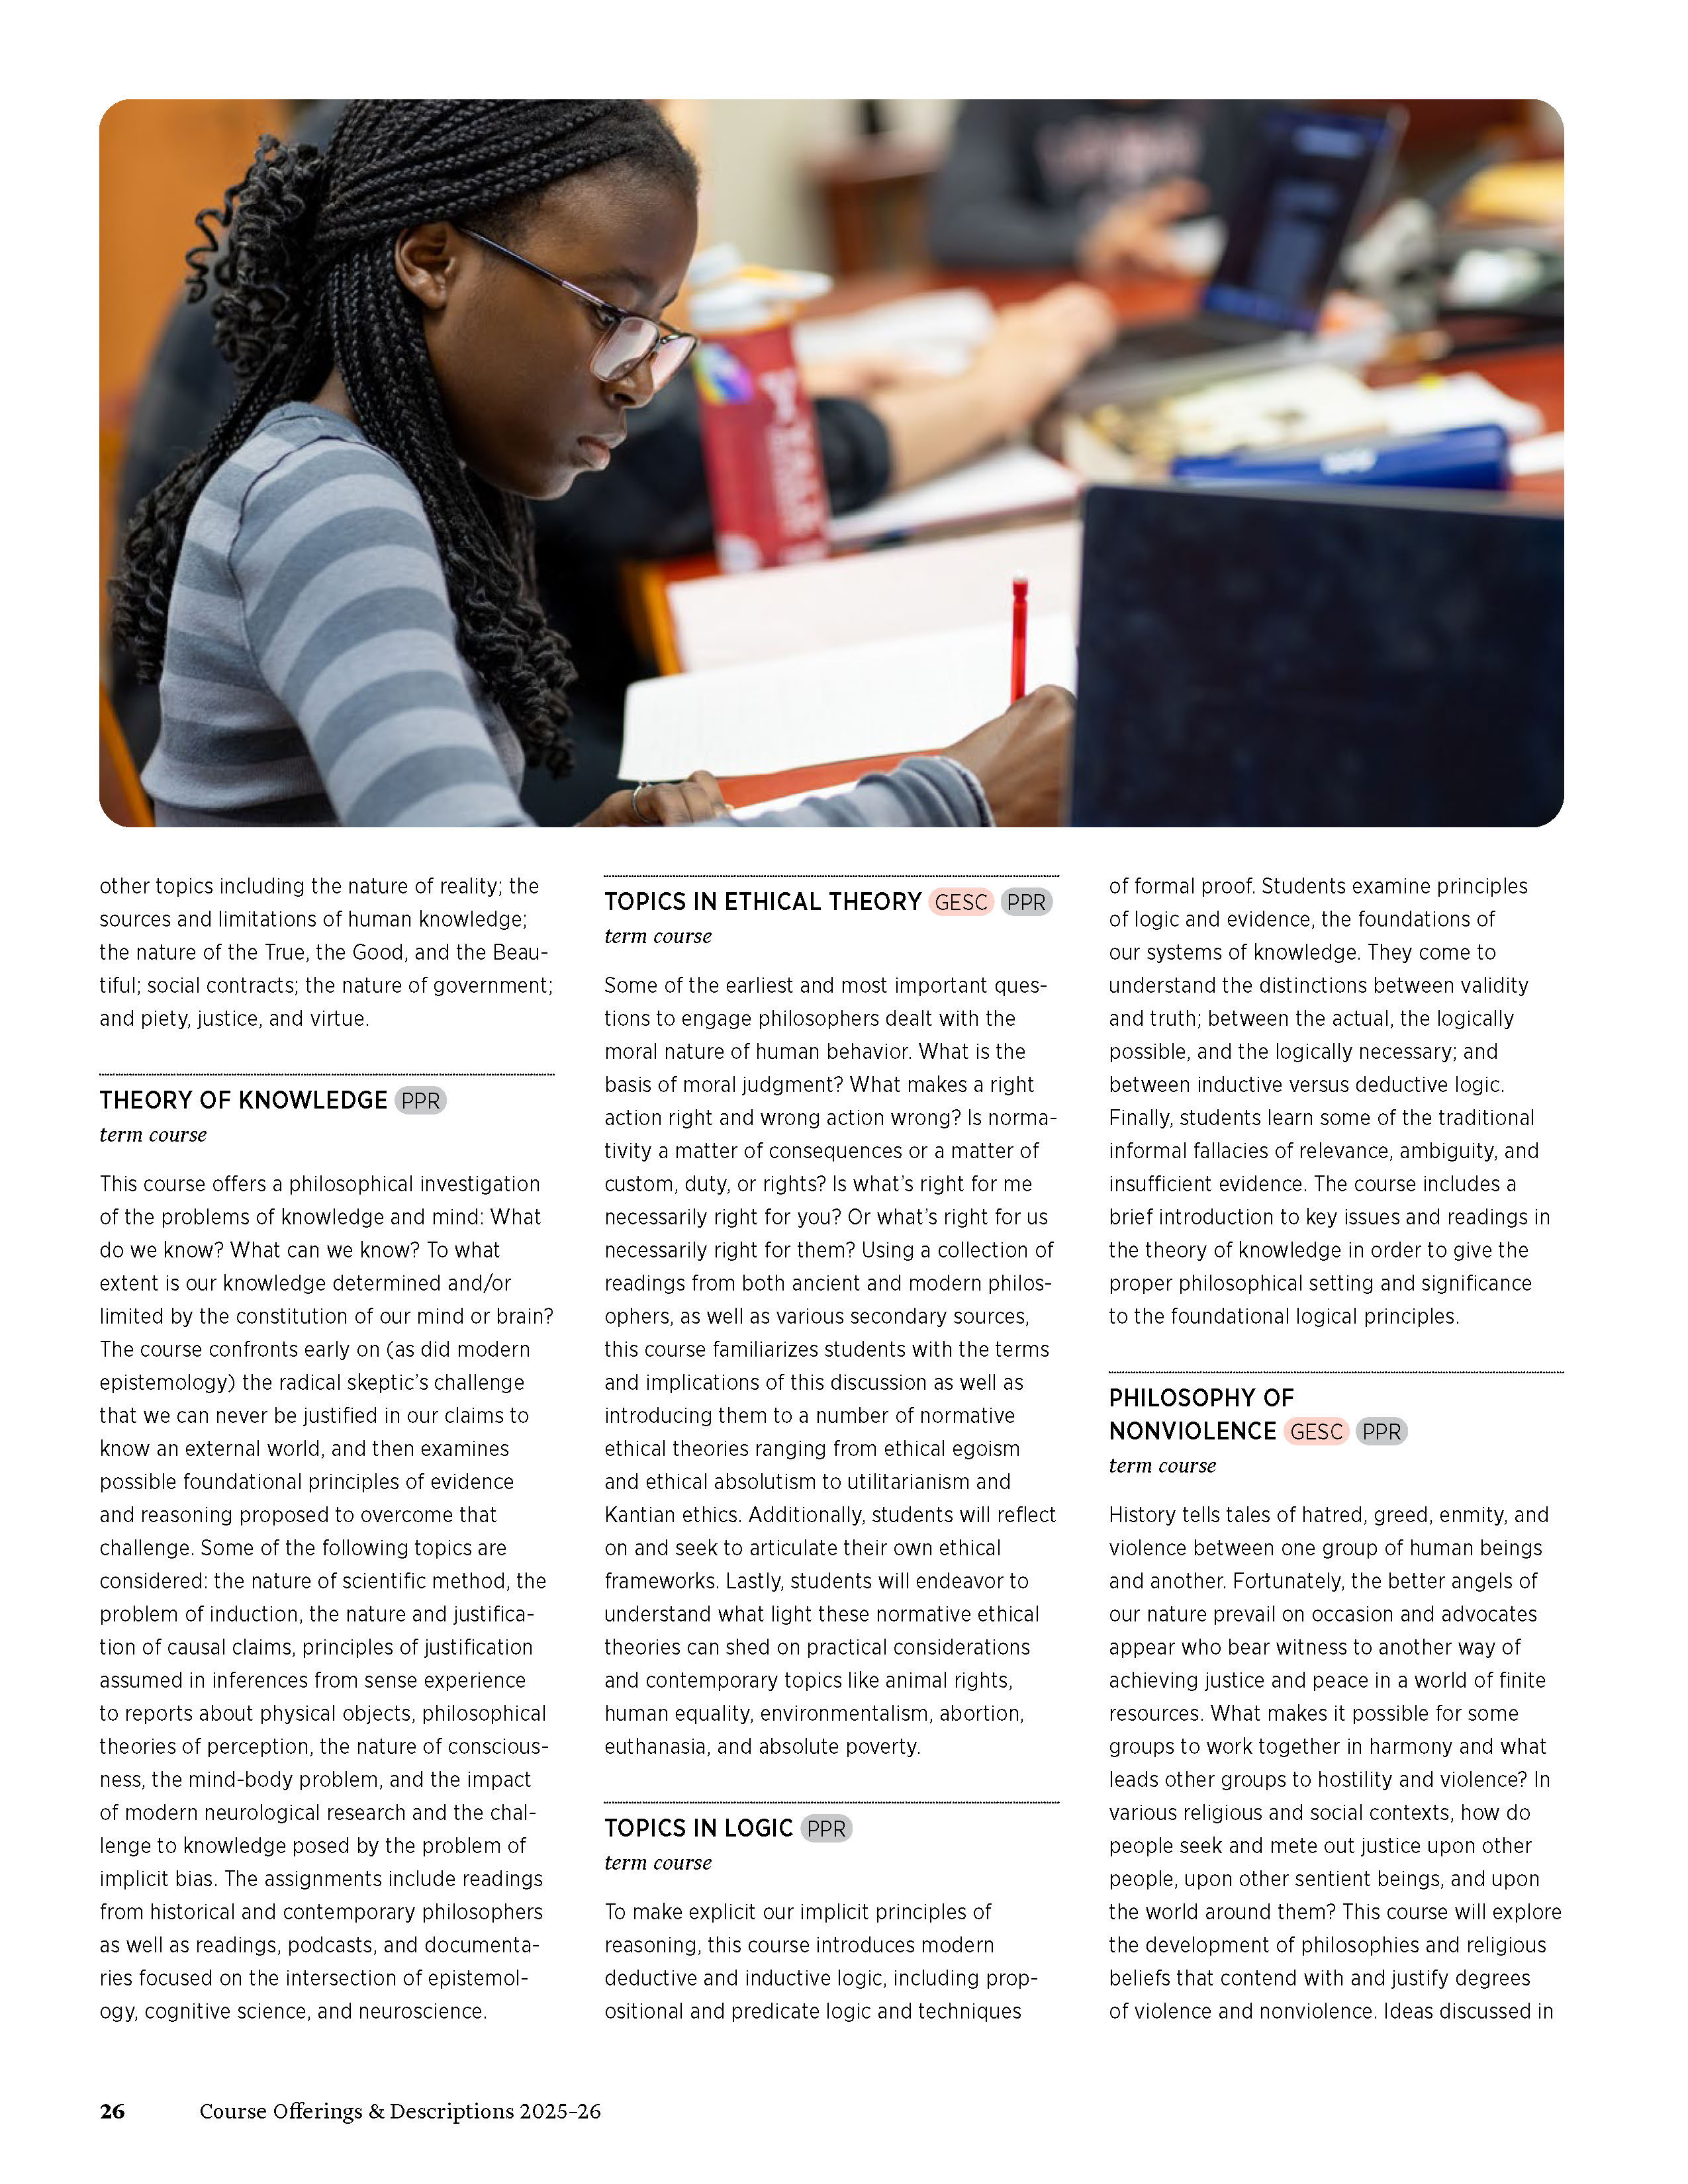 other topics including the nature of reality; the
sources and limitations of human knowledge;
the nature of the True, the Good, and the Beau-
tiful; social contracts; the nature of government;
and piety, justice, and virtue.
THEORY OF KNOWLEDGE PPR
term course
This course offers a philosophical investigation
of the problems of knowledge and mind: What
do we know? What can we know? To what
extent is our knowledge determined and/or
limited by the constitution of our mind or brain?
The course confronts early on (as did modern
epistemology) the radical skeptic's challenge
that we can never be justified in our claims to
know an external world, and then examines
possible foundational principles of evidence
and reasoning proposed to overcome that
challenge. Some of the following topics are
considered: the nature of scientific method, the
problem of induction, the nature and justifica-
tion of causal claims, principles of justification
assumed in inferences from sense experience
to reports about physical objects, philosophical
theories of perception, the nature of conscious-
ness, the mind-body problem, and the impact
of modern neurological research and the chal-
lenge to knowledge posed by the problem of
implicit bias. The assignments include readings
from historical and contemporary philosophers
as well as readings, podcasts, and documenta-
ries focused on the intersection of epistemol-
ogy, cognitive science, and neuroscience.
TOPICS IN ETHICAL THEORY GESC PPR
term course
Some of the earliest and most important ques-
tions to engage philosophers dealt with the
moral nature of human behavior. What is the
basis of moral judgment? What makes a right
action right and wrong action wrong? Is norma-
tivity a matter of consequences or a matter of
custom, duty, or rights? Is what's right for me
necessarily right for you? Or what's right for us
necessarily right for them? Using a collection of
readings from both ancient and modern philos-
ophers, as well as various secondary sources,
this course familiarizes students with the terms
and implications of this discussion as well as
introducing them to a number of normative
ethical theories ranging from ethical egoism
and ethical absolutism to utilitarianism and
Kantian ethics. Additionally, students will reflect
on and seek to articulate their own ethical
frameworks. Lastly, students will endeavor to
understand what light these normative ethical
theories can shed on practical considerations
and contemporary topics like animal rights,
human equality, environmentalism, abortion,
euthanasia, and absolute poverty.
TOPICS IN LOGIC PPR
term course
To make explicit our implicit principles of
reasoning, this course introduces modern
deductive and inductive logic, including prop-
ositional and predicate logic and techniques
of formal proof. Students examine principles
of logic and evidence, the foundations of
our systems of knowledge. They come to
understand the distinctions between validity
and truth; between the actual, the logically
possible, and the logically necessary; and
between inductive versus deductive logic.
Finally, students learn some of the traditional
informal fallacies of relevance, ambiguity, and
insufficient evidence. The course includes a
brief introduction to key issues and readings in
the theory of knowledge in order to give the
proper philosophical setting and significance
to the foundational logical principles.
PHILOSOPHY OF
NONVIOLENCE GESC PPR
term course
History tells tales of hatred, greed, enmity, and
violence between one group of human beings
and another. Fortunately, the better angels of
our nature prevail on occasion and advocates
appear who bear witness to another way of
achieving justice and peace in a world of finite
resources. What makes it possible for some
groups to work together in harmony and what
leads other groups to hostility and violence? In
various religious and social contexts, how do
people seek and mete out justice upon other
people, upon other sentient beings, and upon
the world around them? This course will explore
the development of philosophies and religious
beliefs that contend with and justify degrees
of violence and nonviolence. Ideas discussed in
26 Course Offerings & Descriptions 2025–26